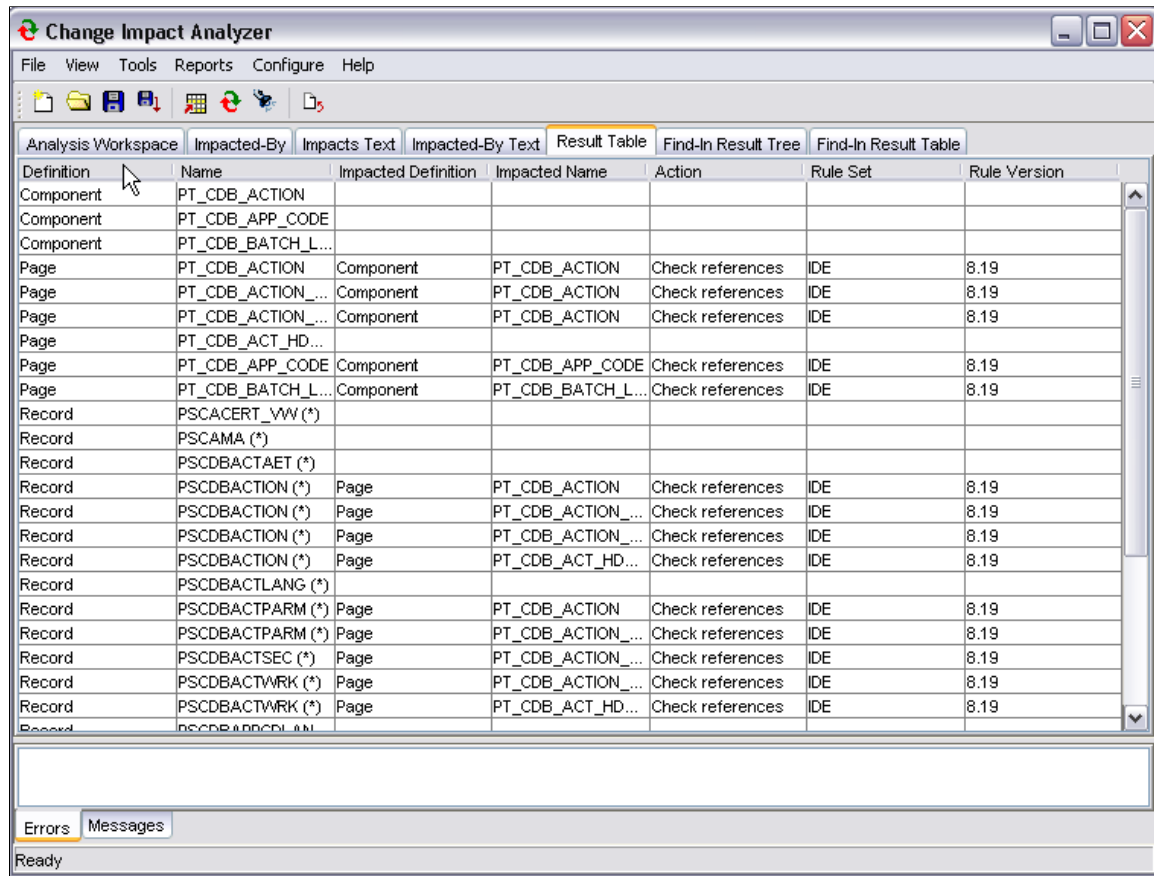 Change Impact Analyzer
File View Tools Reports Configure Help
Analysis Workspace Impacted-By Impacts Text Impacted-By Text Result Table Find-In Result Tree Find-In Result Table
Definition Name Impacted Definition Impacted Name Action Rule Set Rule Version
Component PT_CDB_ACTION
Component PT_CDB_APP_CODE
Component PT_CDB_BATCH_L...
Page PT_CDB_ACTION Component PT_CDB_ACTION Check references IDE 8.19
Page PT_CDB_ACTION_... Component PT_CDB_ACTION Check references IDE 8.19
Page PT_CDB_ACTION_... Component PT_CDB_ACTION Check references IDE 8.19
Page PT_CDB_ACT_HD...
Page PT_CDB_APP_CODE Component PT_CDB_APP_CODE Check references IDE 8.19
Page PT_CDB_BATCH_L... Component PT_CDB_BATCH_L... Check references IDE 8.19
Record PSCACERT_VW (*)
Record PSCAMA (*)
Record PSCDBACTAET (*)
Record PSCDBACTION (*) Page PT_CDB_ACTION Check references IDE 8.19
Record PSCDBACTION (*) Page PT_CDB_ACTION_... Check references IDE 8.19
Record PSCDBACTION (*) Page PT_CDB_ACTION_... Check references IDE 8.19
Record PSCDBACTION (*) Page PT_CDB_ACT_HD... Check references IDE 8.19
Record PSCDBACTLANG (*)
Record PSCDBACTPARM (*) Page PT_CDB_ACTION Check references IDE 8.19
Record PSCDBACTPARM (*) Page PT_CDB_ACTION_... Check references IDE 8.19
Record PSCDBACTSEC (*) Page PT_CDB_ACTION_... Check references IDE 8.19
Record PSCDBACTWRK (*) Page PT_CDB_ACTION_... Check references IDE 8.19
Record PSCDBACTWRK (*) Page PT_CDB_ACT_HD... Check references IDE 8.19
Record
Errors Messages
Ready